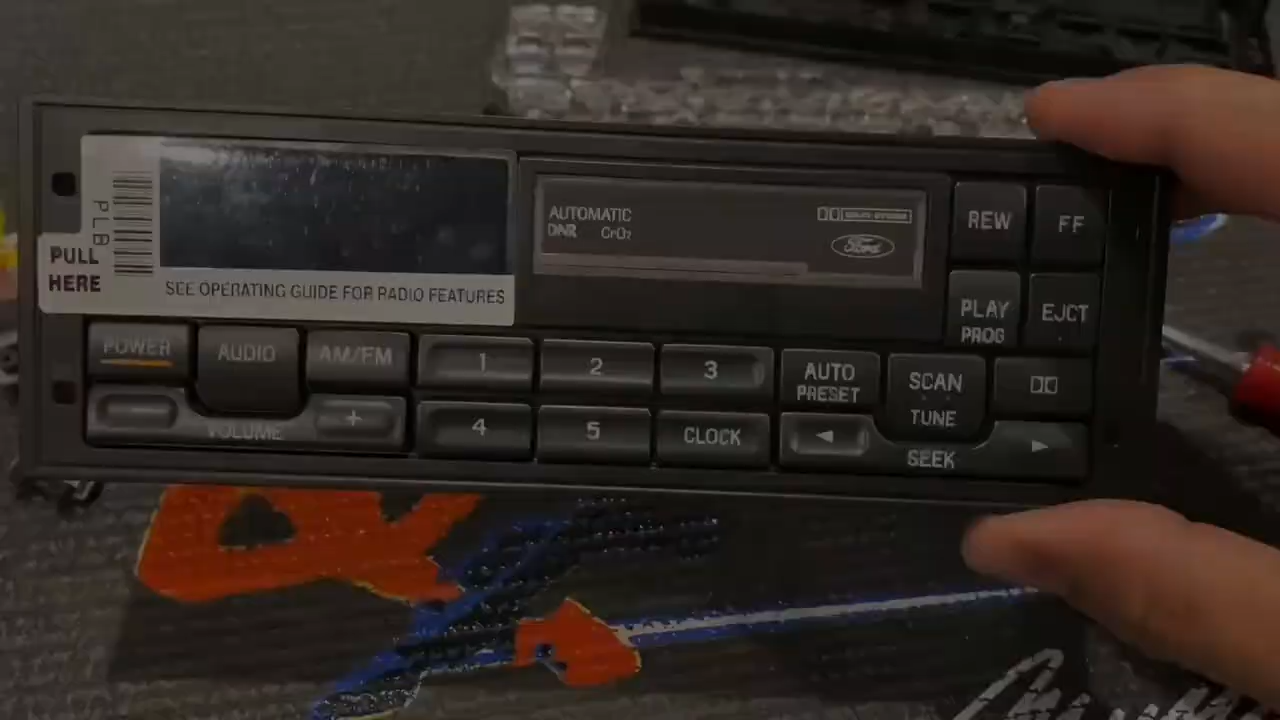 PLB
PULL
HERE
SEE OPERATING GUIDE FOR RADIO FEATURES
AUTOMATIC
DNR CrO2
Ford
REW
FF
PLAY
PROG
EJCT
POWER
AUDIO
AM/FM
1
2
3
AUTO
PRESET
SCAN
TUNE
VOLUME
+
4
5
CLOCK
SEEK